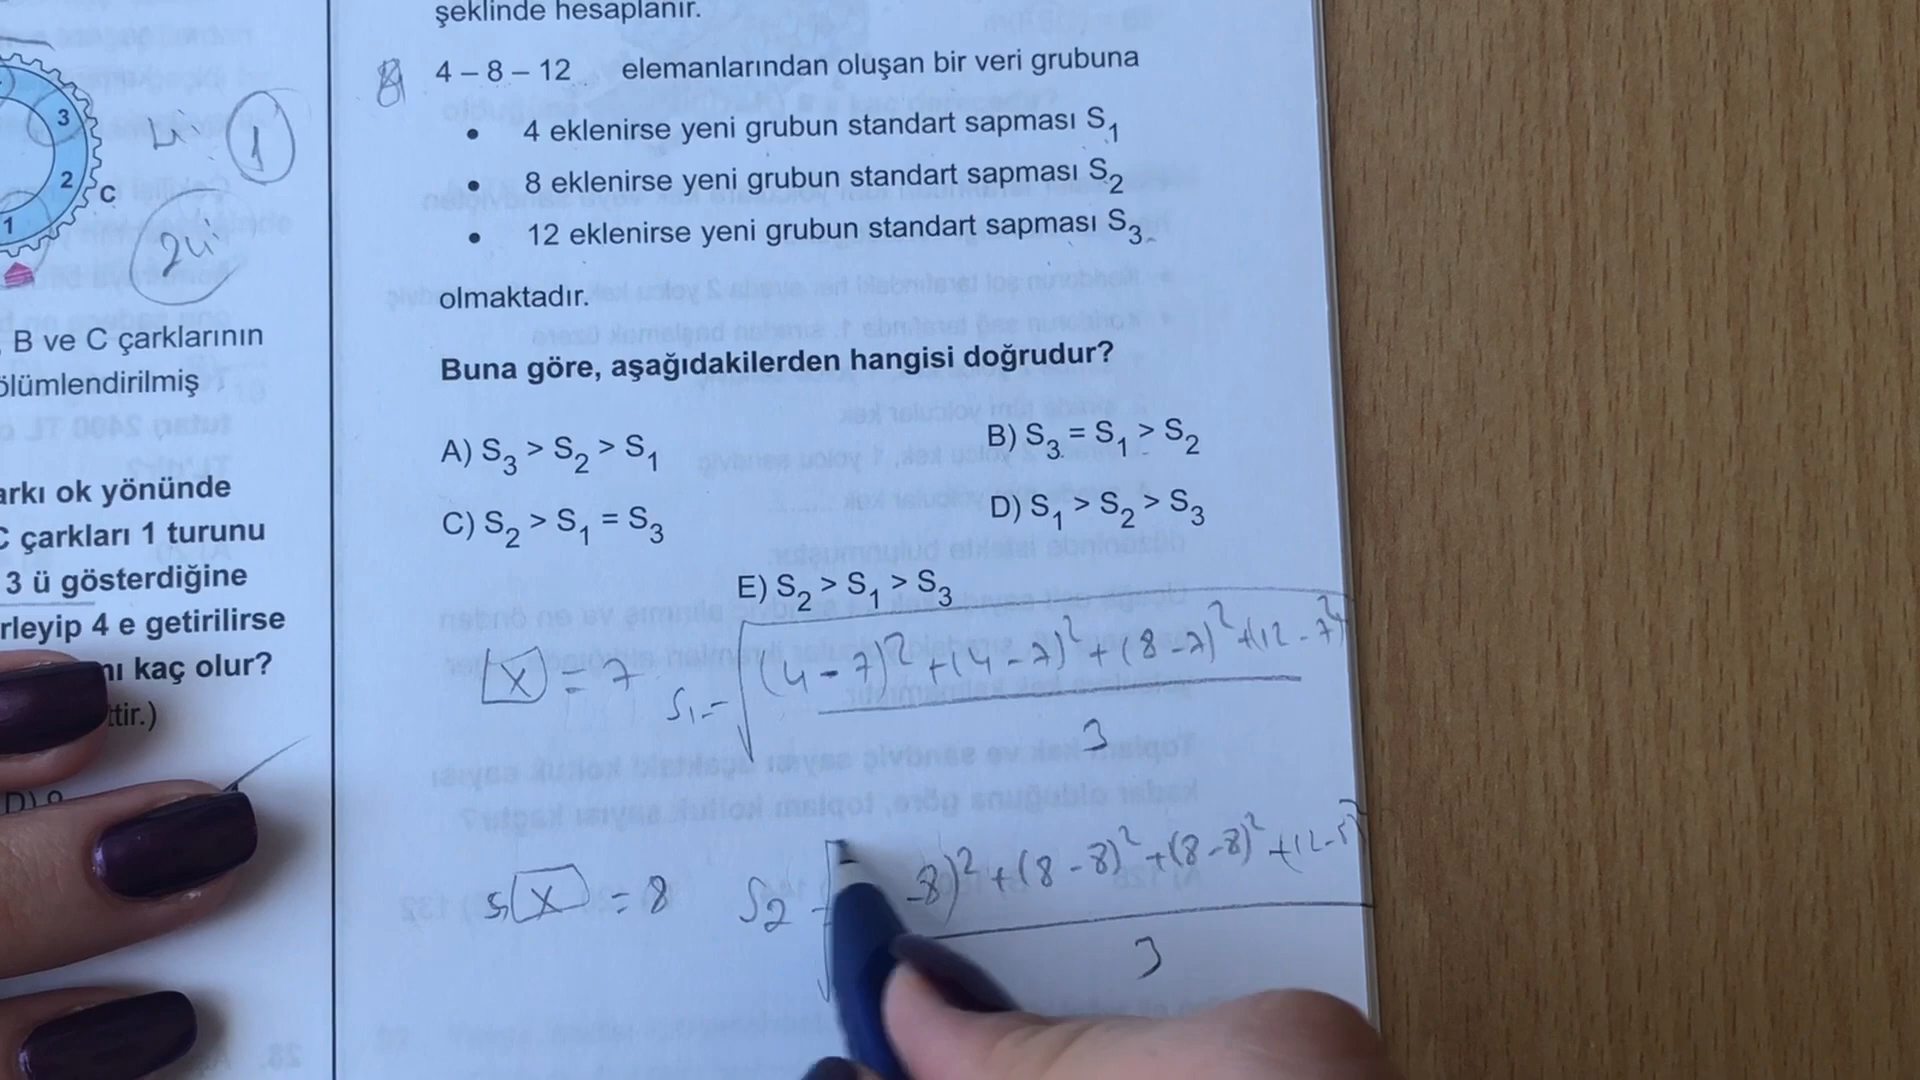 3
2
C
1
1
B ve C çarklarının
ölümlendirilmiş
arkı ok yönünde
C çarkları 1 turunu
3 ü gösterdiğine
rleyip 4 e getirilirse
nı kaç olur?
ttir.)
şeklinde hesaplanır.
8
4 – 8 – 12 elemanlarından oluşan bir veri grubuna
• 4 eklenirse yeni grubun standart sapması S1
• 8 eklenirse yeni grubun standart sapması S2
• 12 eklenirse yeni grubun standart sapması S3
olmaktadır.
Buna göre, aşağıdakilerden hangisi doğrudur?
A) S3 > S2 > S1
B) S3 = S1 > S2
C) S2 > S1 = S3
D) S1 > S2 > S3
E) S2 > S1 > S3
x = 7 S1 = √(4 - 7)² + (4 - 7)² + (8 - 7)² + (12 - 7)²
3
x = 8 S2 = √ - 8)² + (8 - 8)² + (8 - 8)² + (12 -
3